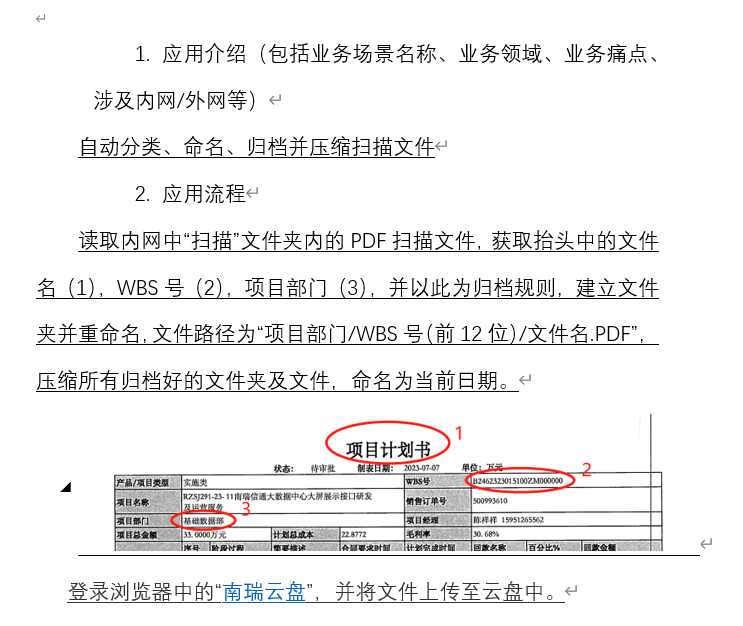 1. 应用介绍（包括业务场景名称、业务领域、业务痛点、
涉及内网/外网等）
自动分类、命名、归档并压缩扫描文件
2. 应用流程
读取内网中“扫描”文件夹内的 PDF 扫描文件, 获取抬头中的文件
名（1），WBS 号（2），项目部门（3），并以此为归档规则，建立文件
夹并重命名, 文件路径为“项目部门/WBS 号（前 12 位）/文件名.PDF”，
压缩所有归档好的文件夹及文件，命名为当前日期。
项目计划书 1
状态： 待审批 制表日期： 2023-07-07 单位：万元 2
产品/项目类型 实施类 WBS号 B2462323015100ZM000000
项目名称 RZSJ291-23-11南瑞信通大数据中心大屏展示接口研发及运营服务 销售订单号 500993610
3
项目部门 基础数据部 项目经理 陈祥祥 15951265562
项目总金额 33.0000万元 计划总成本 22.8772 毛利率 30.68%
序号 阶段过程 简要描述 合同要求时间 计划完成时间 回款名称 百分比% 回款金额
登录浏览器中的“南瑞云盘”，并将文件上传至云盘中。